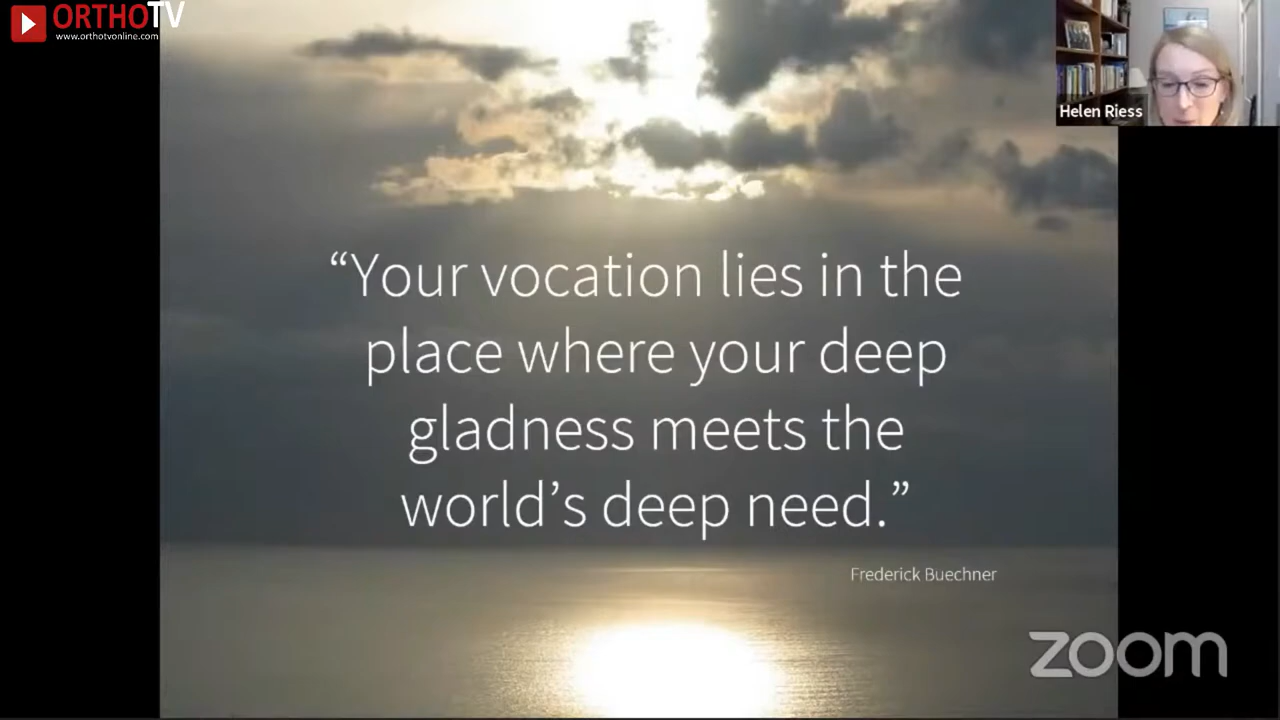 ORTHOTV
www.orthotvonline.com
Helen Riess
“Your vocation lies in the
place where your deep
gladness meets the
world’s deep need.”
Frederick Buechner
zoom